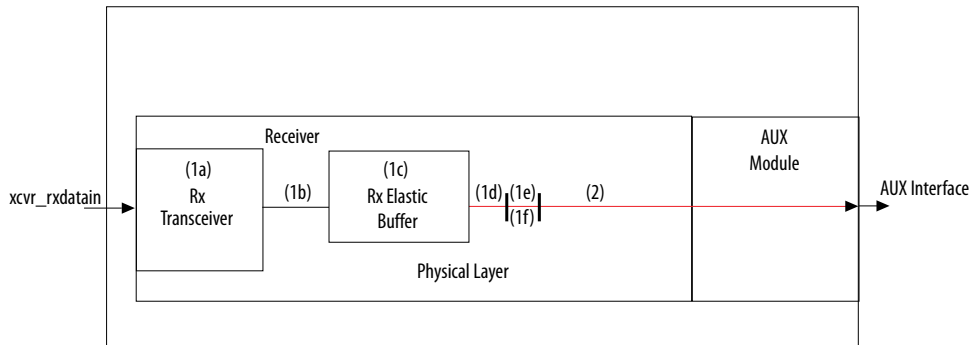 Receiver
AUX
Module
(1a)
Rx
Transceiver
(1b)
(1c)
Rx Elastic
Buffer
(1d)
(1e)
(1f)
(2)
xcvr_rxdatain
AUX Interface
Physical Layer